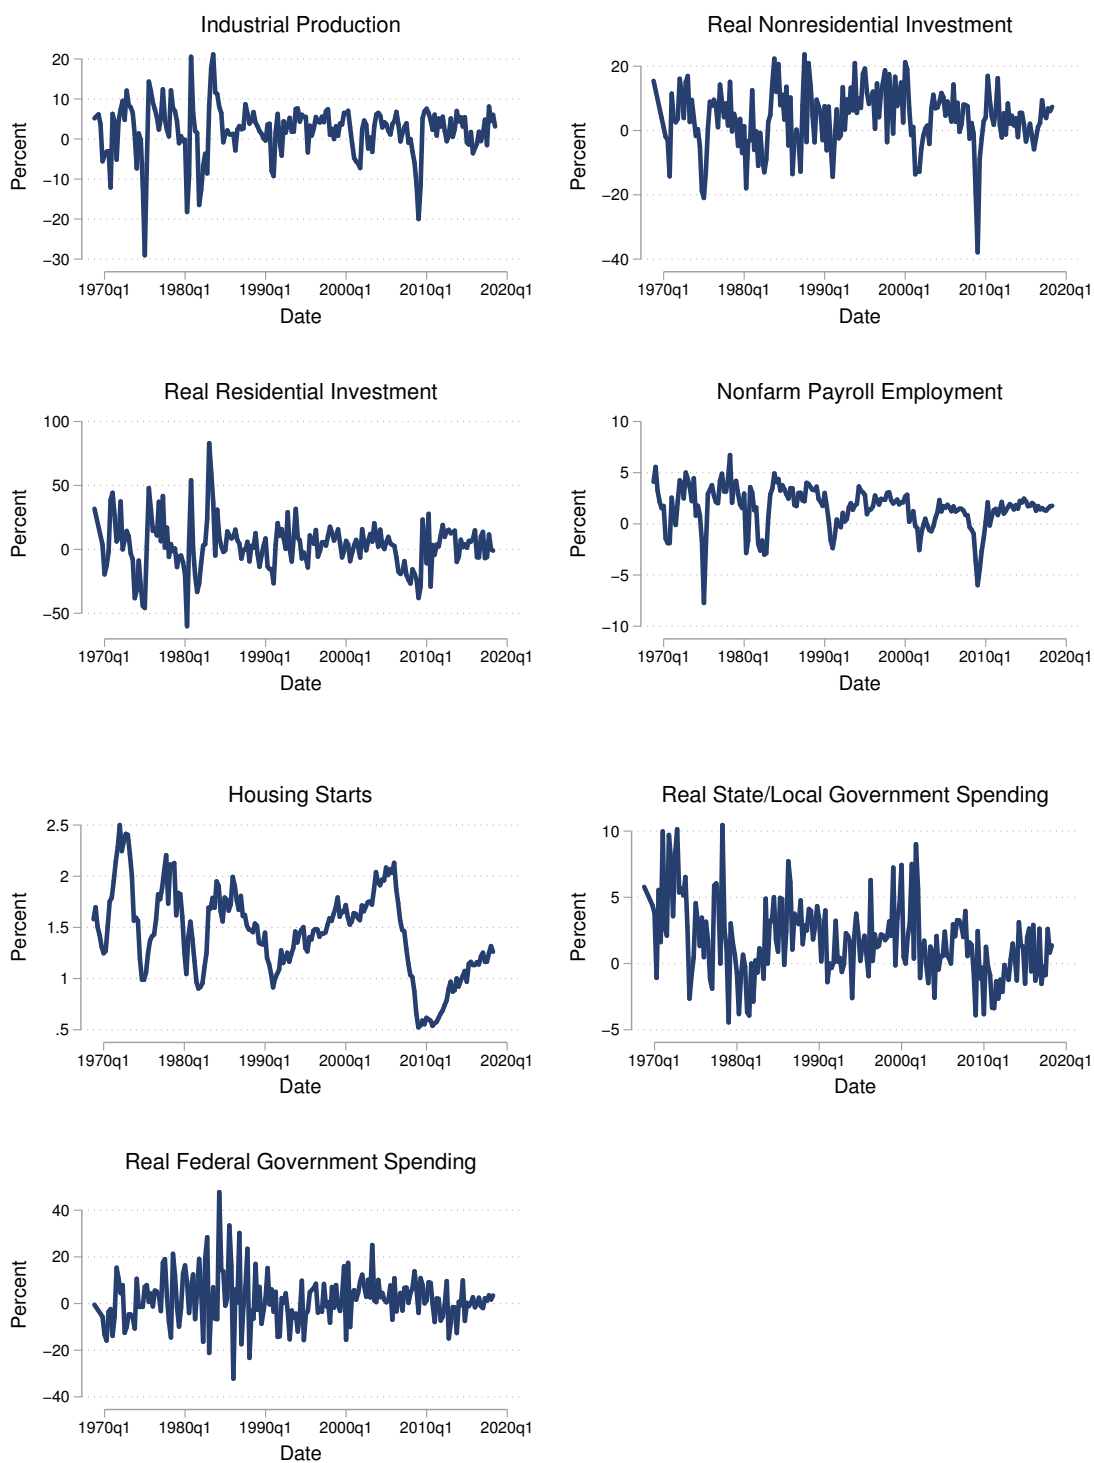 Industrial Production
Percent
20
10
0
−10
−20
−30
1970q1 1980q1 1990q1 2000q1 2010q1 2020q1
Date
Real Nonresidential Investment
Percent
20
0
−20
−40
1970q1 1980q1 1990q1 2000q1 2010q1 2020q1
Date
Real Residential Investment
Percent
100
50
0
−50
1970q1 1980q1 1990q1 2000q1 2010q1 2020q1
Date
Nonfarm Payroll Employment
Percent
10
5
0
−5
−10
1970q1 1980q1 1990q1 2000q1 2010q1 2020q1
Date
Housing Starts
Percent
2.5
2
1.5
1
.5
1970q1 1980q1 1990q1 2000q1 2010q1 2020q1
Date
Real State/Local Government Spending
Percent
10
5
0
−5
1970q1 1980q1 1990q1 2000q1 2010q1 2020q1
Date
Real Federal Government Spending
Percent
40
20
0
−20
−40
1970q1 1980q1 1990q1 2000q1 2010q1 2020q1
Date